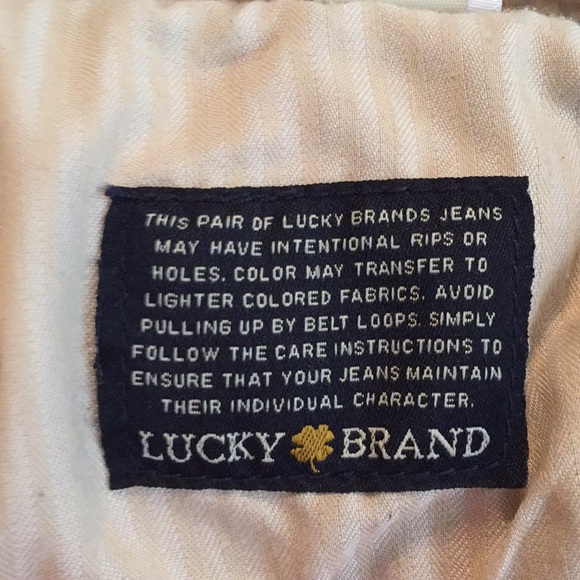 THIS PAIR OF LUCKY BRANDS JEANS
MAY HAVE INTENTIONAL RIPS OR
HOLES. COLOR MAY TRANSFER TO
LIGHTER COLORED FABRICS. AVOID
PULLING UP BY BELT LOOPS. SIMPLY
FOLLOW THE CARE INSTRUCTIONS TO
ENSURE THAT YOUR JEANS MAINTAIN
THEIR INDIVIDUAL CHARACTER.
LUCKY BRAND